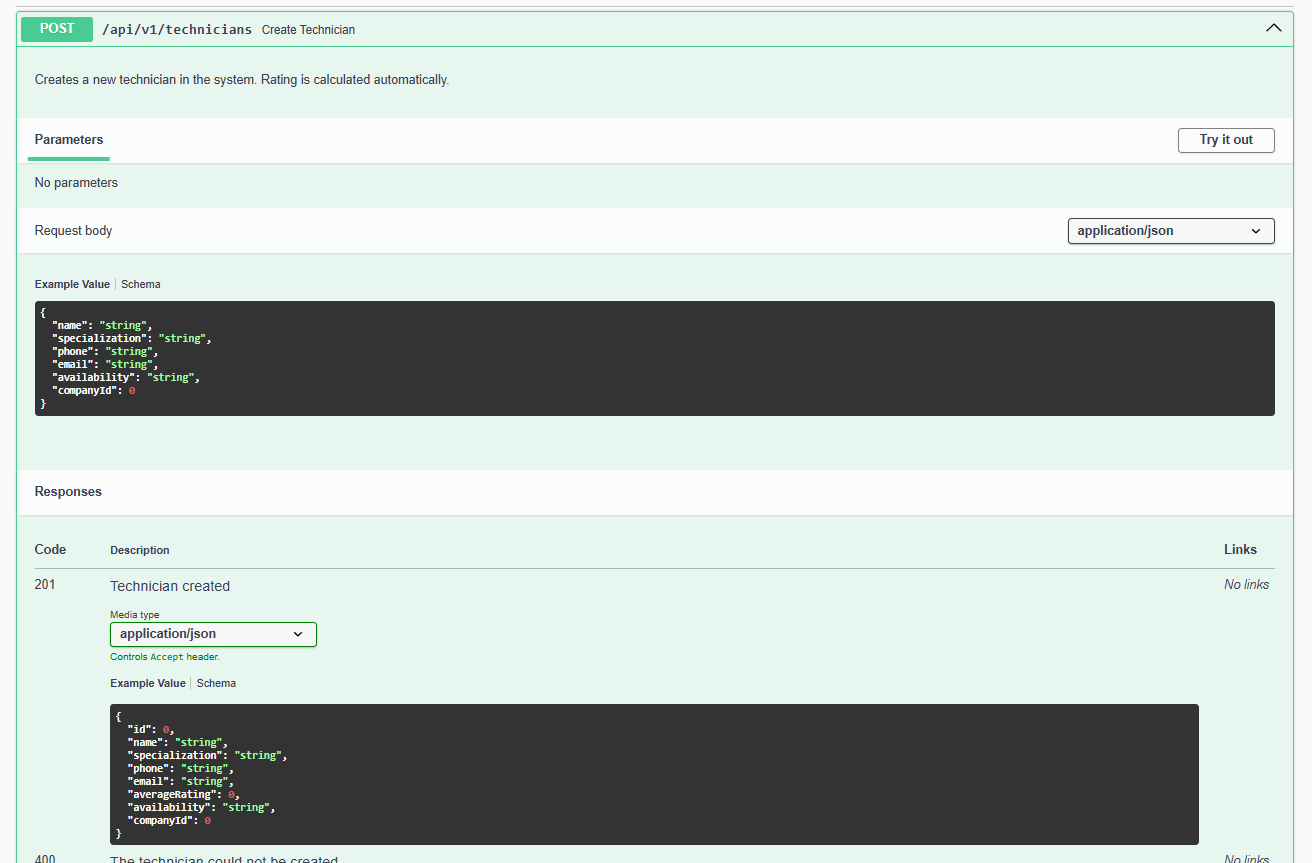 POST /api/v1/technicians Create Technician
Creates a new technician in the system. Rating is calculated automatically.
Parameters
Try it out
No parameters
Request body
application/json
Example Value Schema
{
  "name": "string",
  "specialization": "string",
  "phone": "string",
  "email": "string",
  "availability": "string",
  "companyId": 0
}
Responses
Code Description Links
201 Technician created No links
Media type
application/json
Controls Accept header.
Example Value Schema
{
  "id": 0,
  "name": "string",
  "specialization": "string",
  "phone": "string",
  "email": "string",
  "averageRating": 0,
  "availability": "string",
  "companyId": 0
}
400 The technician could not be created No links